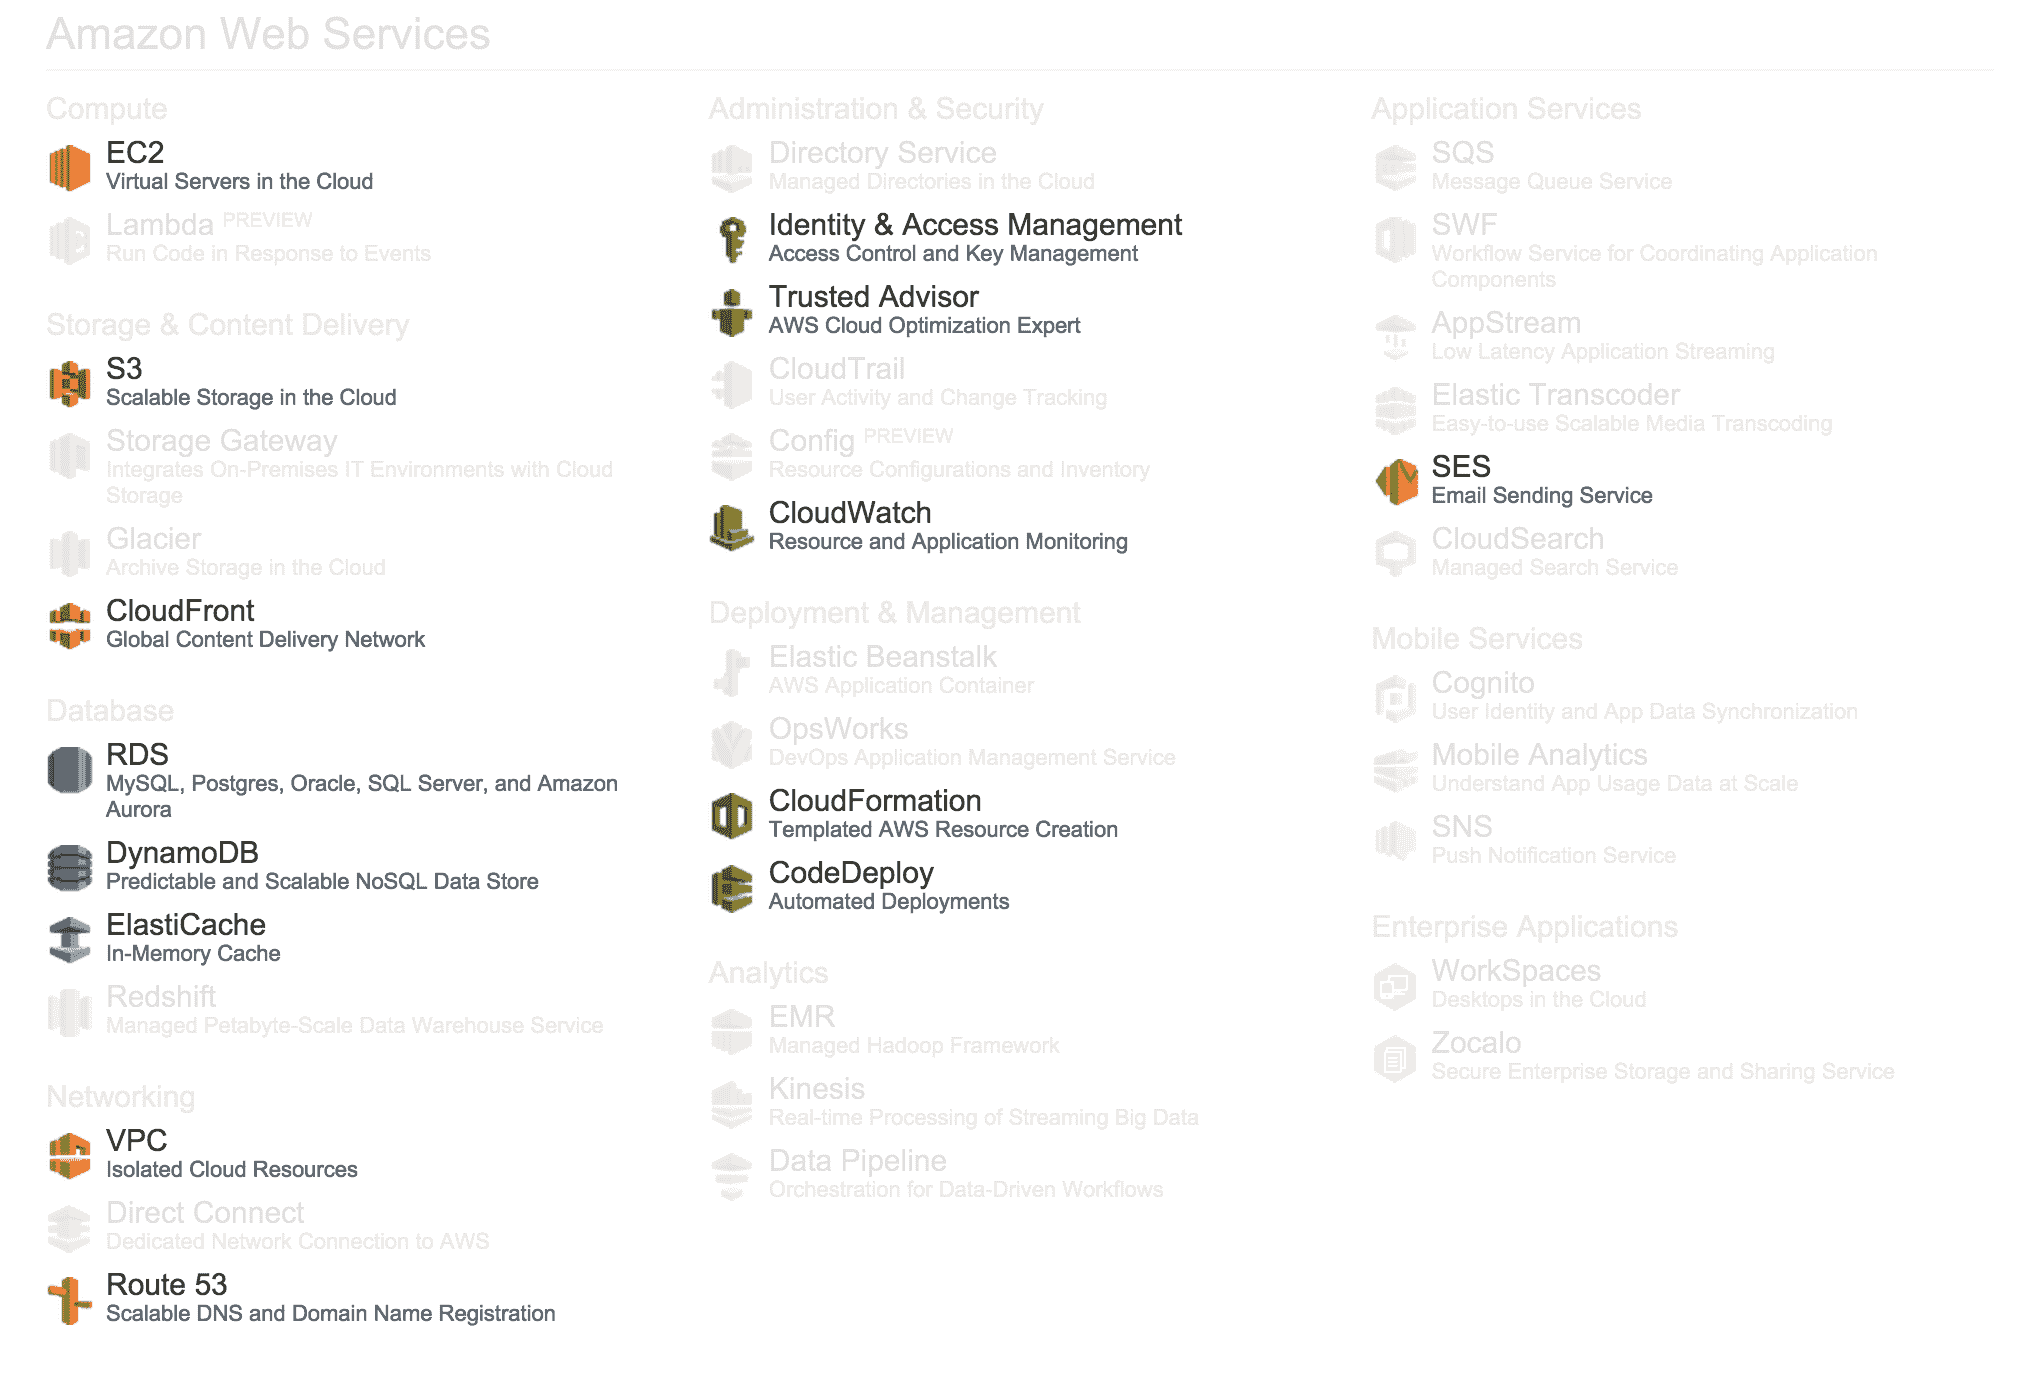 Amazon Web Services
Compute
EC2
Virtual Servers in the Cloud
Lambda PREVIEW
Run Code in Response to Events
Storage & Content Delivery
S3
Scalable Storage in the Cloud
Storage Gateway
Integrates On-Premises IT Environments with Cloud
Storage
Glacier
Archive Storage in the Cloud
CloudFront
Global Content Delivery Network
Database
RDS
MySQL, Postgres, Oracle, SQL Server, and Amazon
Aurora
DynamoDB
Predictable and Scalable NoSQL Data Store
ElastiCache
In-Memory Cache
Redshift
Managed Petabyte-Scale Data Warehouse Service
Networking
VPC
Isolated Cloud Resources
Direct Connect
Dedicated Network Connection to AWS
Route 53
Scalable DNS and Domain Name Registration
Administration & Security
Directory Service
Managed Directories in the Cloud
Identity & Access Management
Access Control and Key Management
Trusted Advisor
AWS Cloud Optimization Expert
CloudTrail
User Activity and Change Tracking
Config PREVIEW
Resource Configurations and Inventory
CloudWatch
Resource and Application Monitoring
Deployment & Management
Elastic Beanstalk
AWS Application Container
OpsWorks
DevOps Application Management Service
CloudFormation
Templated AWS Resource Creation
CodeDeploy
Automated Deployments
Analytics
EMR
Managed Hadoop Framework
Kinesis
Real-time Processing of Streaming Big Data
Data Pipeline
Orchestration for Data-Driven Workflows
Application Services
SQS
Message Queue Service
SWF
Workflow Service for Coordinating Application
Components
AppStream
Low Latency Application Streaming
Elastic Transcoder
Easy-to-use Scalable Media Transcoding
SES
Email Sending Service
CloudSearch
Managed Search Service
Mobile Services
Cognito
User Identity and App Data Synchronization
Mobile Analytics
Understand App Usage Data at Scale
SNS
Push Notification Service
Enterprise Applications
WorkSpaces
Desktops in the Cloud
Zocalo
Secure Enterprise Storage and Sharing Service